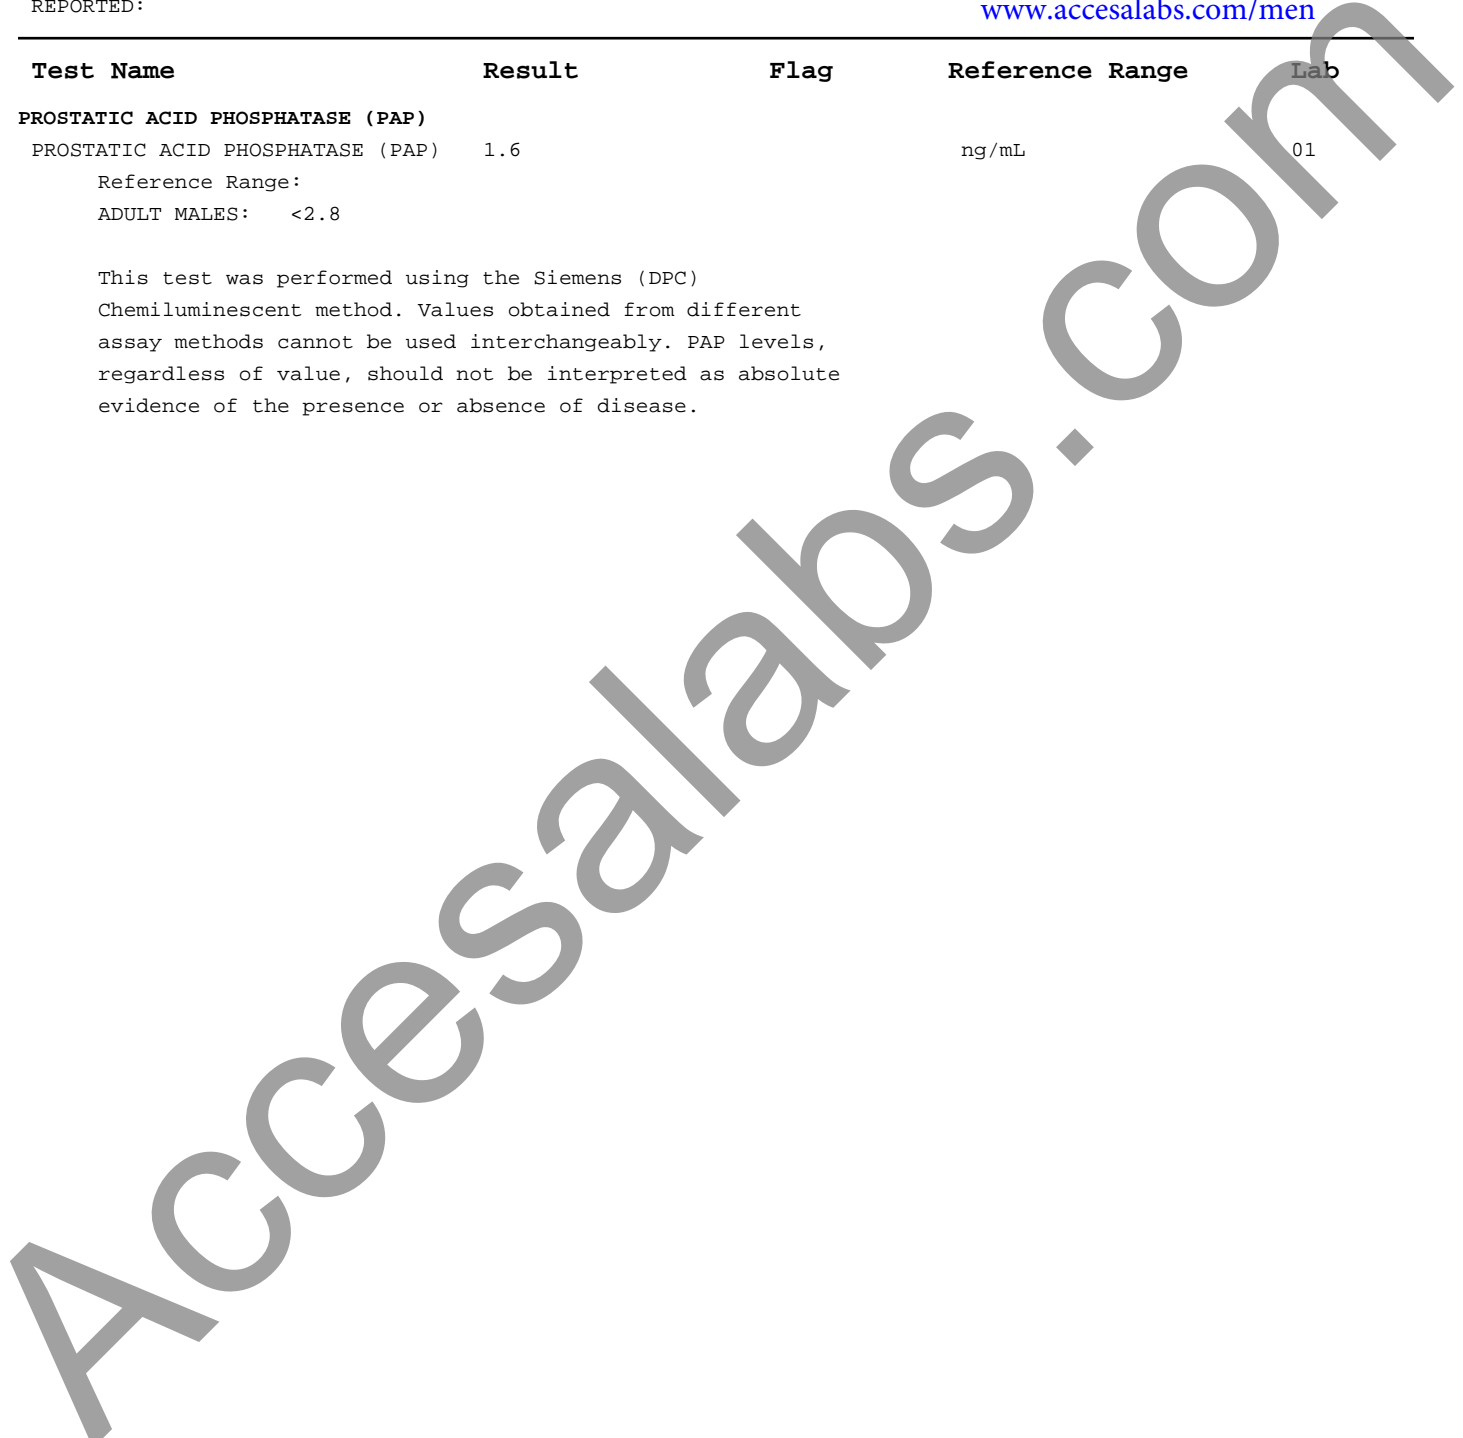 REPORTED:
www.accesalabs.com/men
Test Name Result Flag Reference Range Lab
PROSTATIC ACID PHOSPHATASE (PAP)
PROSTATIC ACID PHOSPHATASE (PAP) 1.6 ng/mL 01
Reference Range:
ADULT MALES: <2.8
This test was performed using the Siemens (DPC)
Chemiluminescent method. Values obtained from different
assay methods cannot be used interchangeably. PAP levels,
regardless of value, should not be interpreted as absolute
evidence of the presence or absence of disease.
Accesalabs.com